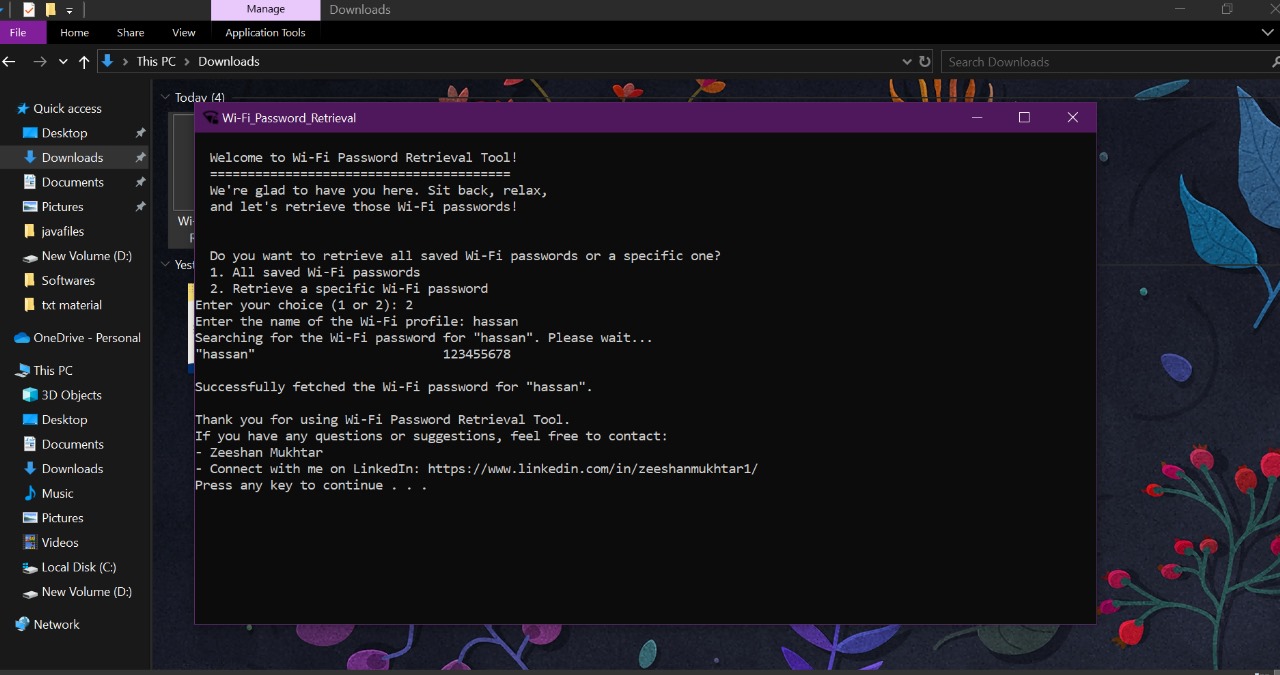 Manage
Downloads
File
Home
Share
View
Application Tools
This PC
Downloads
Search Downloads
Quick access
Desktop
Downloads
Documents
Pictures
javafiles
New Volume (D:)
Softwares
txt material
OneDrive - Personal
This PC
3D Objects
Desktop
Documents
Downloads
Music
Pictures
Videos
Local Disk (C:)
New Volume (D:)
Network
Today (4)
Wi-Fi_Password_Retrieval
Welcome to Wi-Fi Password Retrieval Tool!
========================================
We're glad to have you here. Sit back, relax,
and let's retrieve those Wi-Fi passwords!
Do you want to retrieve all saved Wi-Fi passwords or a specific one?
1. All saved Wi-Fi passwords
2. Retrieve a specific Wi-Fi password
Enter your choice (1 or 2): 2
Enter the name of the Wi-Fi profile: hassan
Searching for the Wi-Fi password for "hassan". Please wait...
"hassan" 123455678
Successfully fetched the Wi-Fi password for "hassan".
Thank you for using Wi-Fi Password Retrieval Tool.
If you have any questions or suggestions, feel free to contact:
- Zeeshan Mukhtar
- Connect with me on LinkedIn: https://www.linkedin.com/in/zeeshanmukhtar1/
Press any key to continue . . .